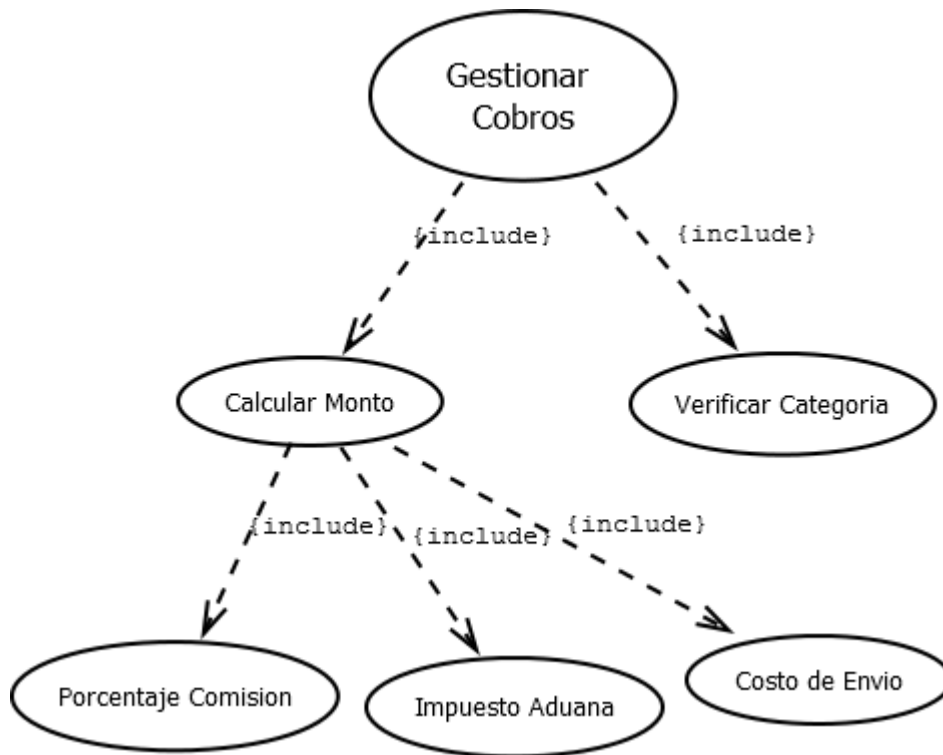 Gestionar
Cobros
{include}
{include}
Calcular Monto
Verificar Categoria
{include}
{include}
{include}
Porcentaje Comision
Impuesto Aduana
Costo de Envio